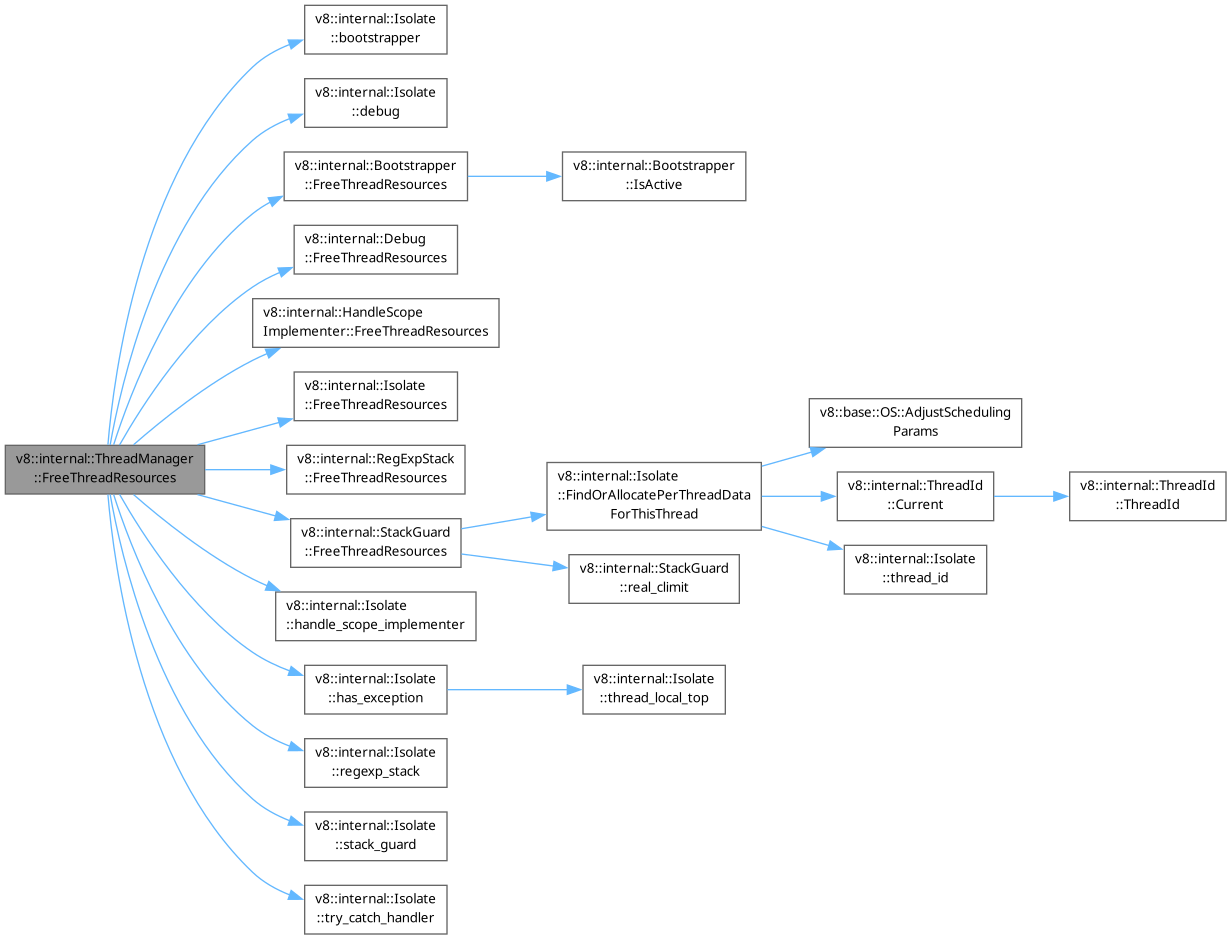 v8::internal::Isolate
::bootstrapper
v8::internal::Isolate
::debug
v8::internal::Bootstrapper
::FreeThreadResources
v8::internal::Bootstrapper
::IsActive
v8::internal::Debug
::FreeThreadResources
v8::internal::HandleScope
Implementer::FreeThreadResources
v8::internal::Isolate
::FreeThreadResources
v8::internal::ThreadManager
::FreeThreadResources
v8::internal::RegExpStack
::FreeThreadResources
v8::internal::StackGuard
::FreeThreadResources
v8::internal::Isolate
::FindOrAllocatePerThreadData
ForThisThread
v8::base::OS::AdjustScheduling
Params
v8::internal::ThreadId
::Current
v8::internal::ThreadId
::ThreadId
v8::internal::Isolate
::thread_id
v8::internal::StackGuard
::real_climit
v8::internal::Isolate
::handle_scope_implementer
v8::internal::Isolate
::has_exception
v8::internal::Isolate
::thread_local_top
v8::internal::Isolate
::regexp_stack
v8::internal::Isolate
::stack_guard
v8::internal::Isolate
::try_catch_handler